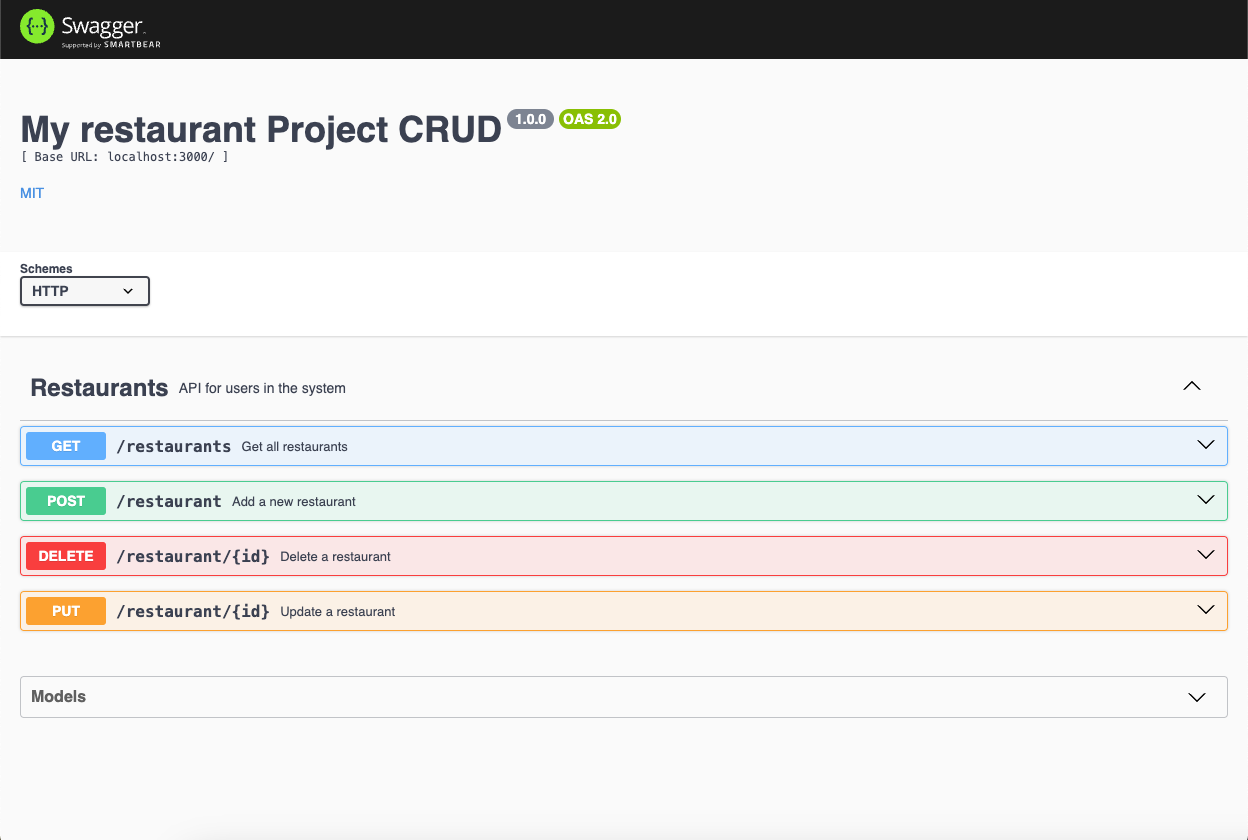 Swagger
Supported by SMARTBEAR
My restaurant Project CRUD 1.0.0 OAS 2.0
[ Base URL: localhost:3000/ ]
MIT
Schemes
HTTP
Restaurants API for users in the system
GET /restaurants Get all restaurants
POST /restaurant Add a new restaurant
DELETE /restaurant/{id} Delete a restaurant
PUT /restaurant/{id} Update a restaurant
Models